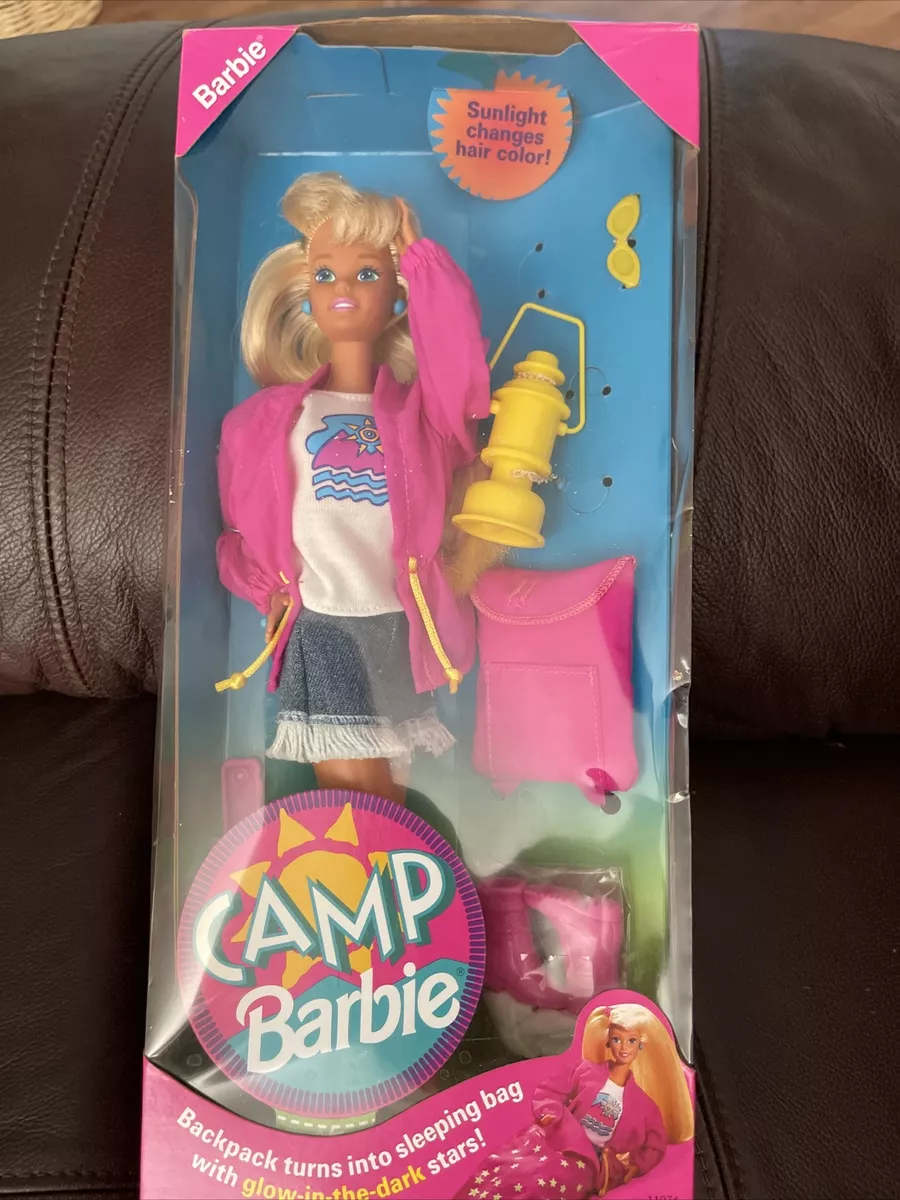 Barbie®
Sunlight
changes
hair color!
CAMP
Barbie®
Backpack turns into sleeping bag
with glow-in-the-dark stars!